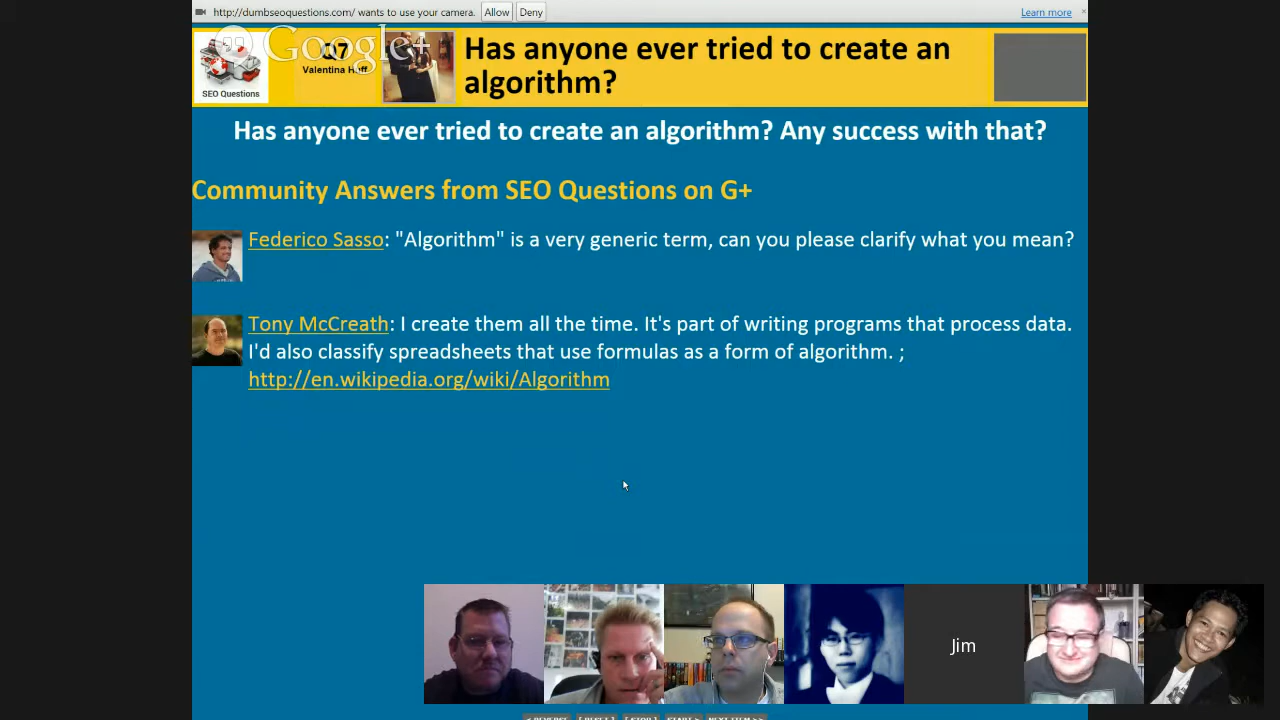 http://dumbseoquestions.com/ wants to use your camera. Allow Deny Learn more ×
Google+
Q7
Valentina Huff
SEO Questions
Has anyone ever tried to create an
algorithm?
Has anyone ever tried to create an algorithm? Any success with that?
Community Answers from SEO Questions on G+
Federico Sasso: "Algorithm" is a very generic term, can you please clarify what you mean?
Tony McCreath: I create them all the time. It's part of writing programs that process data.
I'd also classify spreadsheets that use formulas as a form of algorithm. ;
http://en.wikipedia.org/wiki/Algorithm
Jim